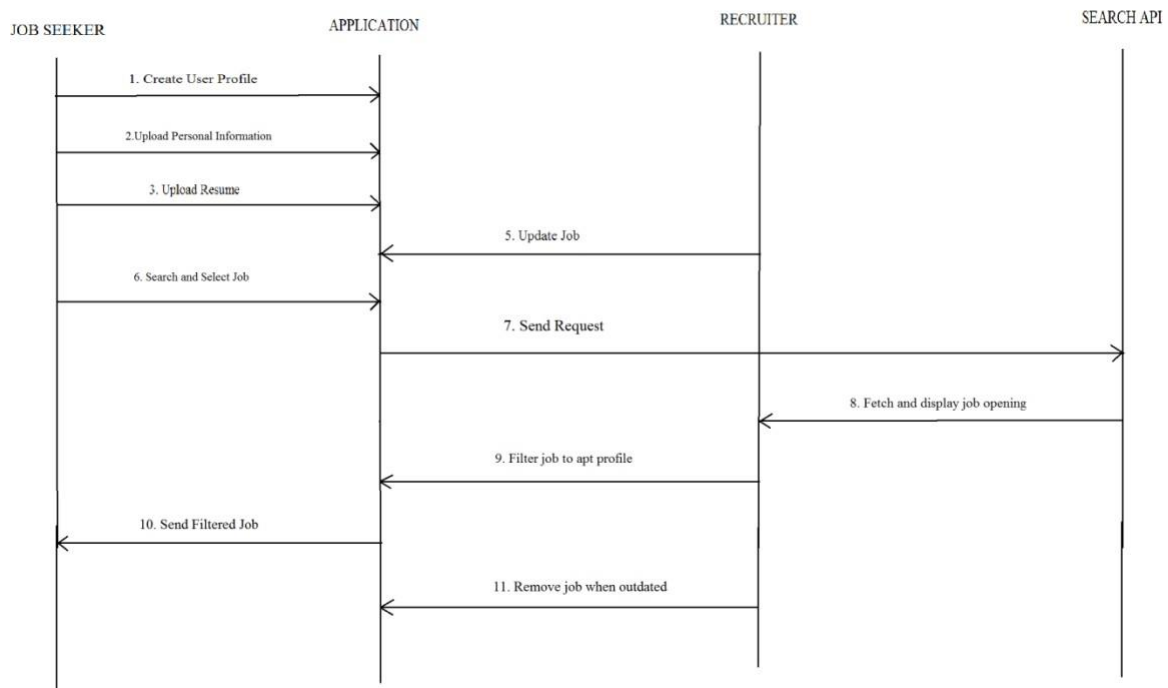 JOB SEEKER
APPLICATION
RECRUITER
SEARCH API
1. Create User Profile
2.Upload Personal Information
3. Upload Resume
5. Update Job
6. Search and Select Job
7. Send Request
8. Fetch and display job opening
9. Filter job to apt profile
10. Send Filtered Job
11. Remove job when outdated